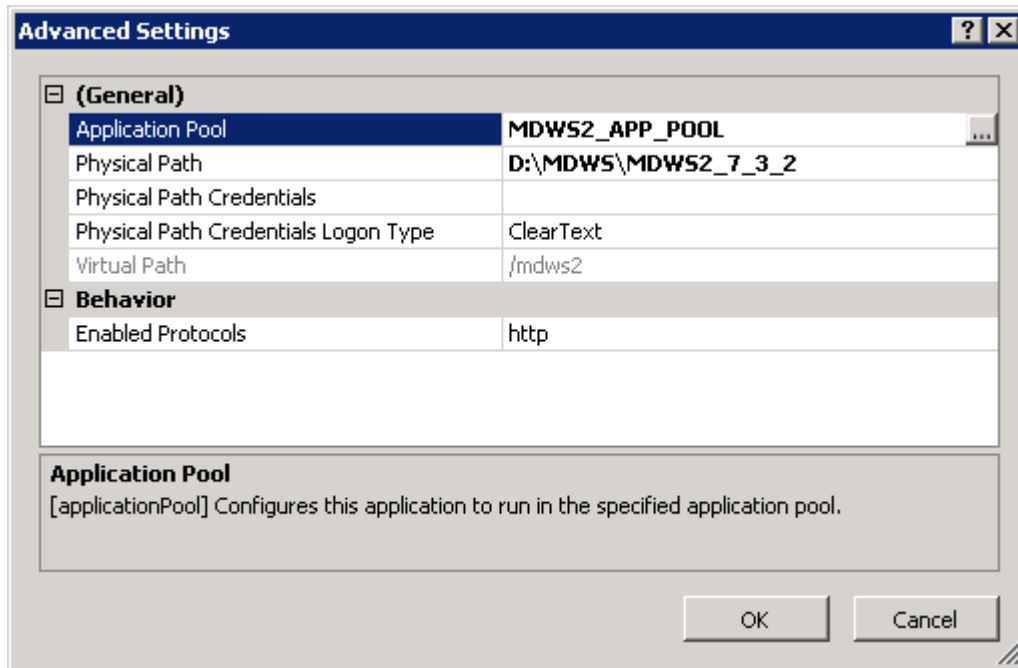 Advanced Settings
(General)
Application Pool MDWS2_APP_POOL ...
Physical Path D:\MDWS\MDWS2_7_3_2
Physical Path Credentials
Physical Path Credentials Logon Type ClearText
Virtual Path /mdws2
Behavior
Enabled Protocols http
Application Pool
[applicationPool] Configures this application to run in the specified application pool.
OK Cancel